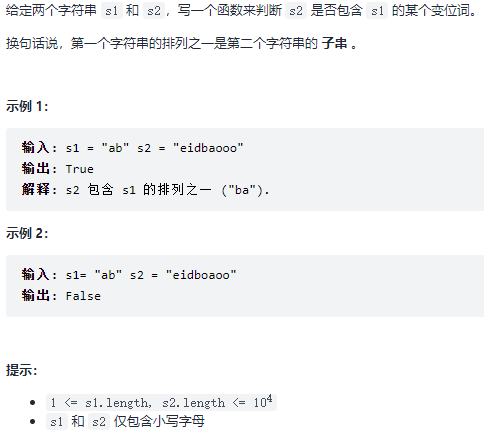 给定两个字符串 s1 和 s2，写一个函数来判断 s2 是否包含 s1 的某个变位词。
换句话说，第一个字符串的排列之一是第二个字符串的 子串 。
示例 1：
输入: s1 = "ab" s2 = "eidbaooo"
输出: True
解释: s2 包含 s1 的排列之一 ("ba").
示例 2：
输入: s1= "ab" s2 = "eidboaoo"
输出: False
提示：
1 <= s1.length, s2.length <= 10⁴
s1 和 s2 仅包含小写字母